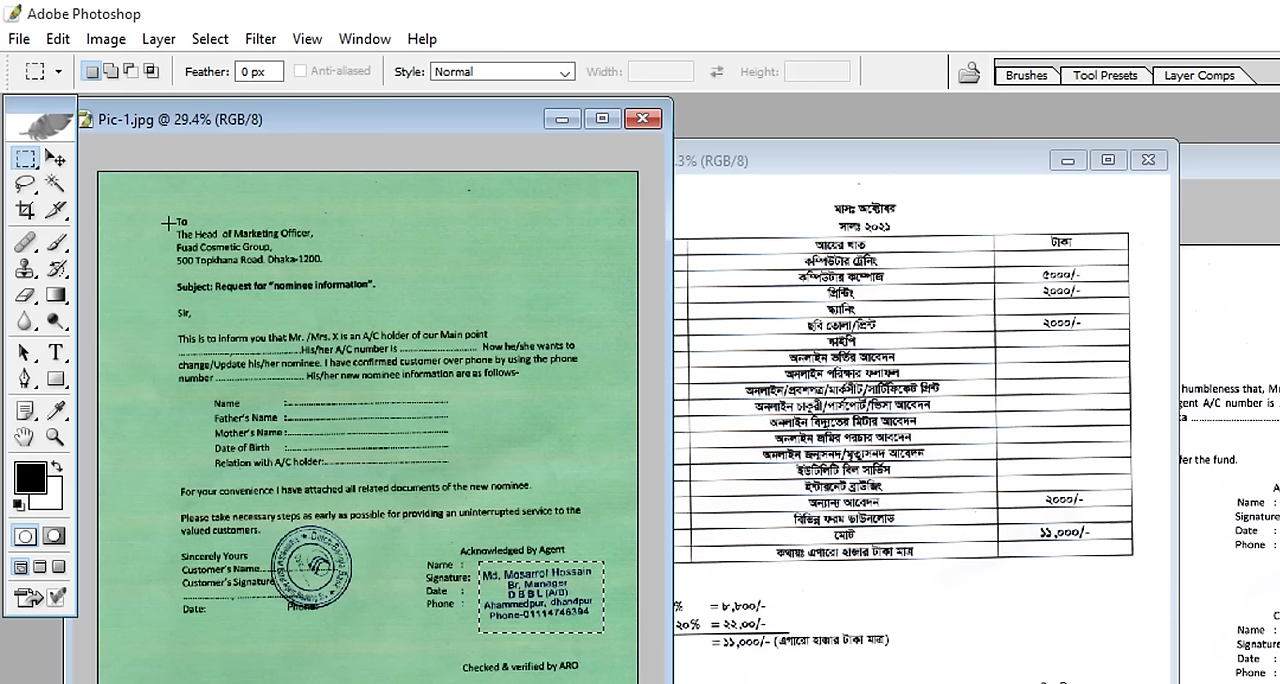 Adobe Photoshop
File Edit Image Layer Select Filter View Window Help
Feather: 0 px Anti-aliased Style: Normal Width: Height: Brushes Tool Presets Layer Comps
Pic-1.jpg @ 29.4% (RGB/8)
To
The Head of Marketing Officer,
Fuad Cosmetic Group,
500 Topkhana Road. Dhaka-1200.
Subject: Request for "nominee information".
Sir,
This is to inform you that Mr. /Mrs. X is an A/C holder of our Main point
His/her A/C number is Now he/she wants to
change/Update his/her nominee. I have confirmed customer over phone by using the phone
number His/her new nominee information are as follows-
Name :
Father's Name :
Mother's Name :
Date of Birth :
Relation with A/C holder:
For your convenience I have attached all related documents of the new nominee.
Please take necessary steps as early as possible for providing an uninterrupted service to the
valued customers.
Sincerely Yours
Customer's Name
Customer's Signature
Date: Phone:
Acknowledged By Agent
Name :
Signature:
Date :
Phone :
Md. Mosarrof Hossain
Br. Manager
D B B L (A/B)
Ahammedpur, dhandpur
Phone-01114746394
Checked & verified by ARO
.3% (RGB/8)
মাসঃ অক্টোবর
সালঃ ২০২১
আয়ের খাত টাকা
কম্পিউটার ট্রেনিং
কম্পিউটার কম্পোজ ৫০০০/-
প্রিন্টিং ২০০০/-
স্ক্যানিং
ছবি তোলা/প্রিন্ট ২০০০/-
স্কাইপি
অনলাইন ভর্তির আবেদন
অনলাইন পরিক্ষার ফলাফল
অনলাইন/প্রবশপত্র/মার্কসীট/সার্টিফিকেট প্রিন্ট
অনলাইন চাকুরী/পার্সপোর্ট/ভিসা আবেদন
অনলাইন বিদ্যুতের মিটার আবেদন
অনলাইন জমির পরচার আবদেন
অনলাইন জন্মসনদ/মৃত্যুসনদ আবেদন
ইউটিলিটি বিল সার্ভিস
ইন্টারনেট ব্রাউজিং
অন্যান্য আবেদন ২০০০/-
বিভিন্ন ফরম ডাউনলোড
মোট ১১,০০০/-
কথায়ঃ এগারো হাজার টাকা মাত্র
% = ৮,৮০০/-
২০% = ২২,০০/-
= ১১,০০০/- (এগারো হাজার টাকা মাত্র)
humbleness that, Mr
gent A/C number is
fer the fund.
Name :
Signature
Date :
Phone :
Name :
Signature
Date :
Phone :